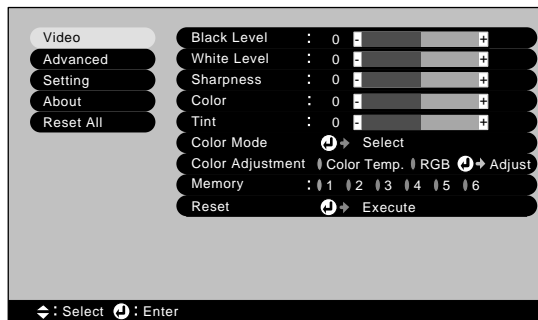 Video
Advanced
Setting
About
Reset All
Black Level : 0 - +
White Level : 0 - +
Sharpness : 0 - +
Color : 0 - +
Tint : 0 - +
Color Mode Select
Color Adjustment Color Temp. RGB Adjust
Memory : 1 2 3 4 5 6
Reset Execute
: Select : Enter